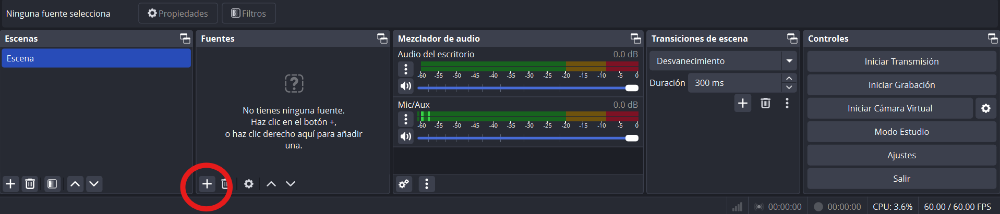 Ninguna fuente selecciona
Propiedades
Filtros
Escenas
Escena
Fuentes
No tienes ninguna fuente.
Haz clic en el botón +,
o haz clic derecho aquí para añadir
una.
Mezclador de audio
Audio del escritorio 0.0 dB
-60 -55 -50 -45 -40 -35 -30 -25 -20 -15 -10 -5 0
Mic/Aux 0.0 dB
-60 -55 -50 -45 -40 -35 -30 -25 -20 -15 -10 -5 0
Transiciones de escena
Desvanecimiento
Duración 300 ms
Controles
Iniciar Transmisión
Iniciar Grabación
Iniciar Cámara Virtual
Modo Estudio
Ajustes
Salir
00:00:00 00:00:00 CPU: 3.6% 60.00 / 60.00 FPS